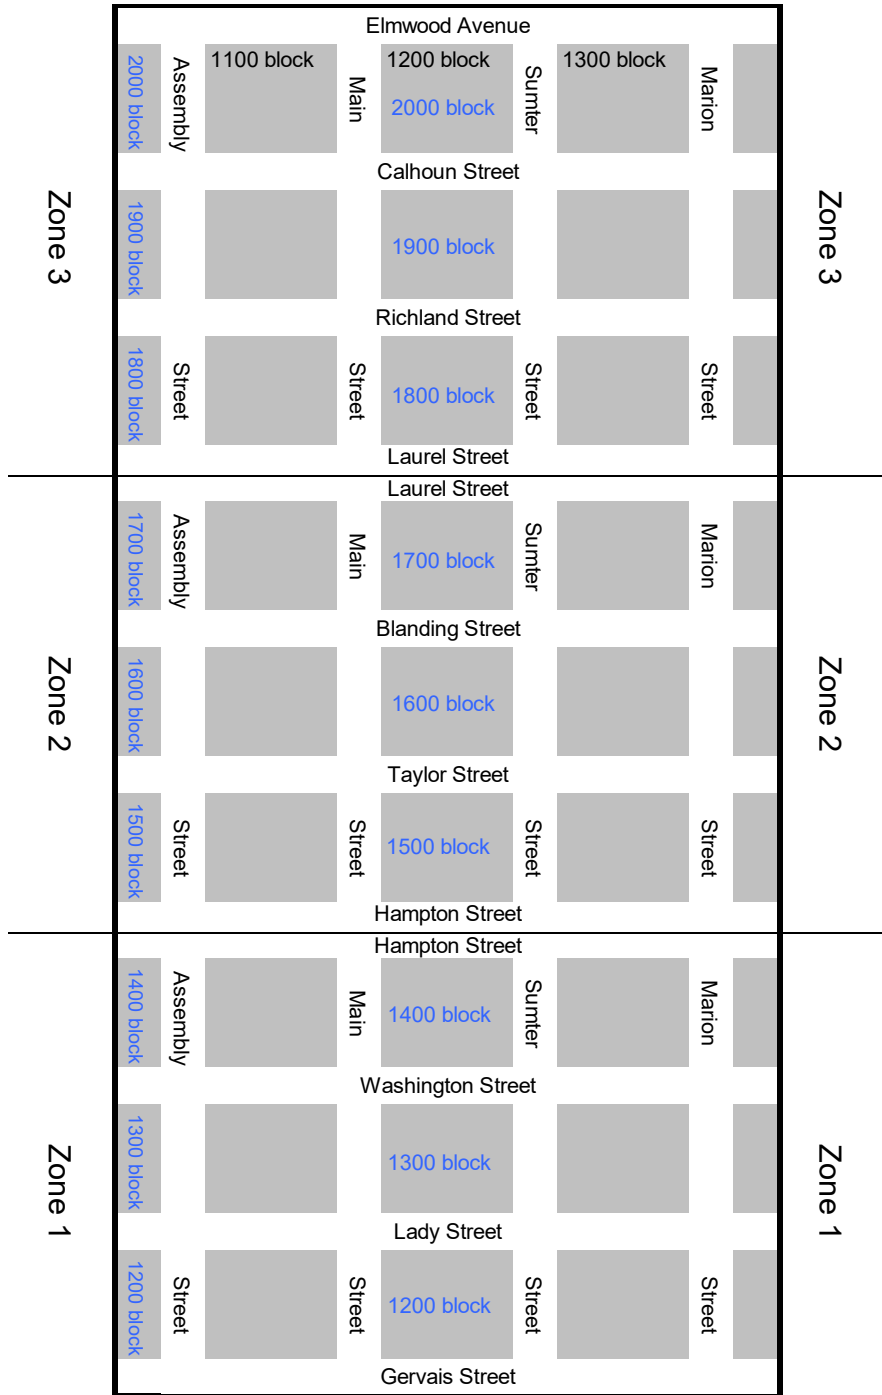 Elmwood Avenue
1100 block
1200 block
1300 block
2000 block
Assembly
Main
2000 block
Sumter
Marion
Calhoun Street
Zone 3
1900 block
1900 block
Zone 3
Richland Street
1800 block
Street
Street
1800 block
Street
Street
Laurel Street
Laurel Street
1700 block
Assembly
Main
1700 block
Sumter
Marion
Blanding Street
Zone 2
1600 block
1600 block
Zone 2
Taylor Street
1500 block
Street
Street
1500 block
Street
Street
Hampton Street
Hampton Street
1400 block
Assembly
Main
1400 block
Sumter
Marion
Washington Street
Zone 1
1300 block
1300 block
Zone 1
Lady Street
1200 block
Street
Street
1200 block
Street
Street
Gervais Street